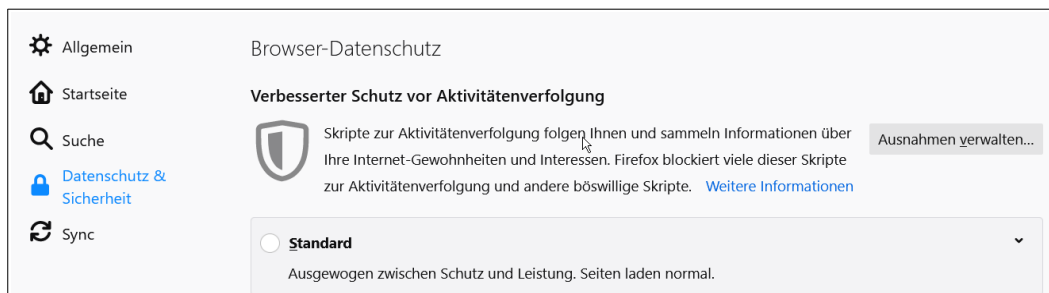 Allgemein
Startseite
Suche
Datenschutz &
Sicherheit
Sync
Browser-Datenschutz
Verbesserter Schutz vor Aktivitätenverfolgung
Skripte zur Aktivitätenverfolgung folgen Ihnen und sammeln Informationen über
Ihre Internet-Gewohnheiten und Interessen. Firefox blockiert viele dieser Skripte
zur Aktivitätenverfolgung und andere böswillige Skripte. Weitere Informationen
Ausnahmen verwalten...
Standard
Ausgewogen zwischen Schutz und Leistung. Seiten laden normal.